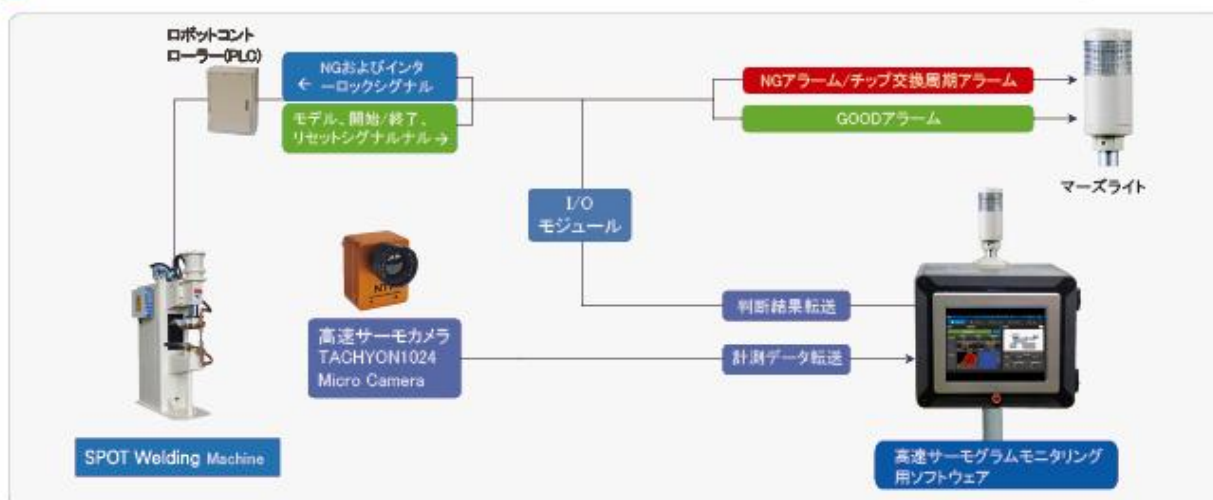 ロボットコント
ローラー(PLC)
NGおよびインタ
← ーロックシグナル
モデル、開始/終了、
リセットシグナルナル→
NGアラーム/チップ交換周期アラーム
GOODアラーム
マーズライト
I/O
モジュール
高速サーモカメラ
TACHYON1024
Micro Camera
判断結果転送
計測データ転送
SPOT Welding Machine
高速サーモグラムモニタリング
用ソフトウェア